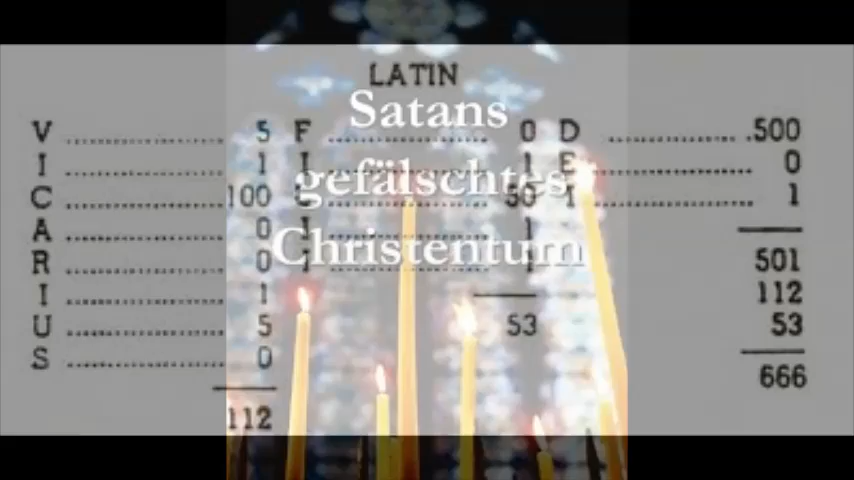 LATIN
Satans
gefälschtes
Christentum
V 5 F 0 D .500
I 1 I 1 E 0
C 100 50 I 1
A 0 I 1
R 0 I 1 501
I 1 112
U 5 53 53
S 0 666
112